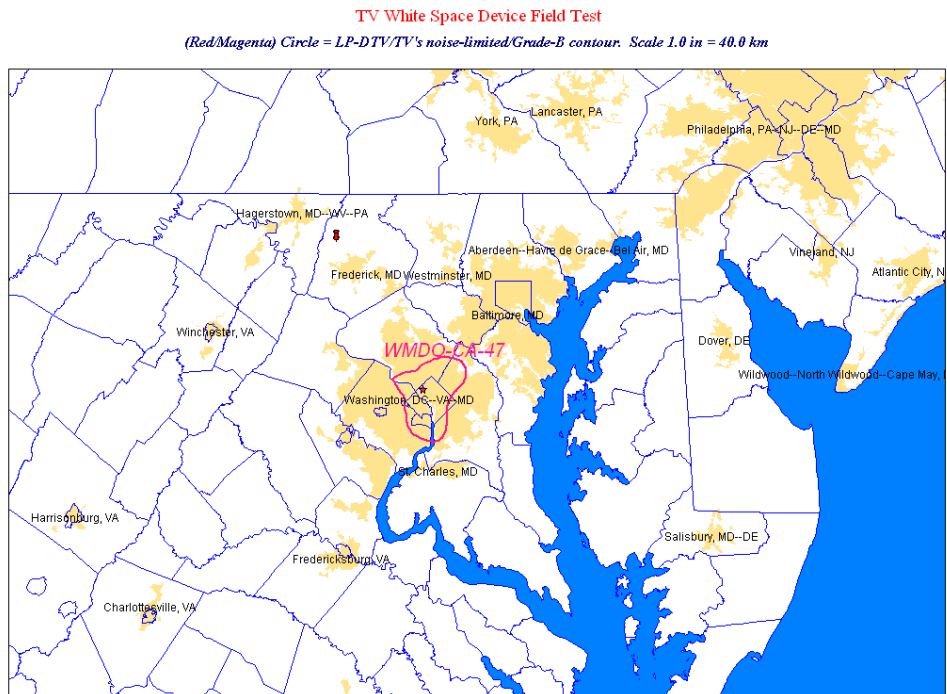 TV White Space Device Field Test
(Red/Magenta) Circle = LP-DTV/TV's noise-limited/Grade-B contour. Scale 1.0 in = 40.0 km
Lancaster, PA
York, PA
Philadelphia, PA--NJ--DE--MD
Hagerstown, MD--WV--PA
Aberdeen--Havre de Grace--Bel Air, MD
Vineland, NJ
Frederick, MD
Westminster, MD
Atlantic City, N
Baltimore, MD
Winchester, VA
Dover, DE
WMDO-CA-47
Wildwood--North Wildwood--Cape May,
Washington, DC--VA--MD
St. Charles, MD
Harrisonburg, VA
Salisbury, MD--DE
Fredericksburg, VA
Charlottesville, VA